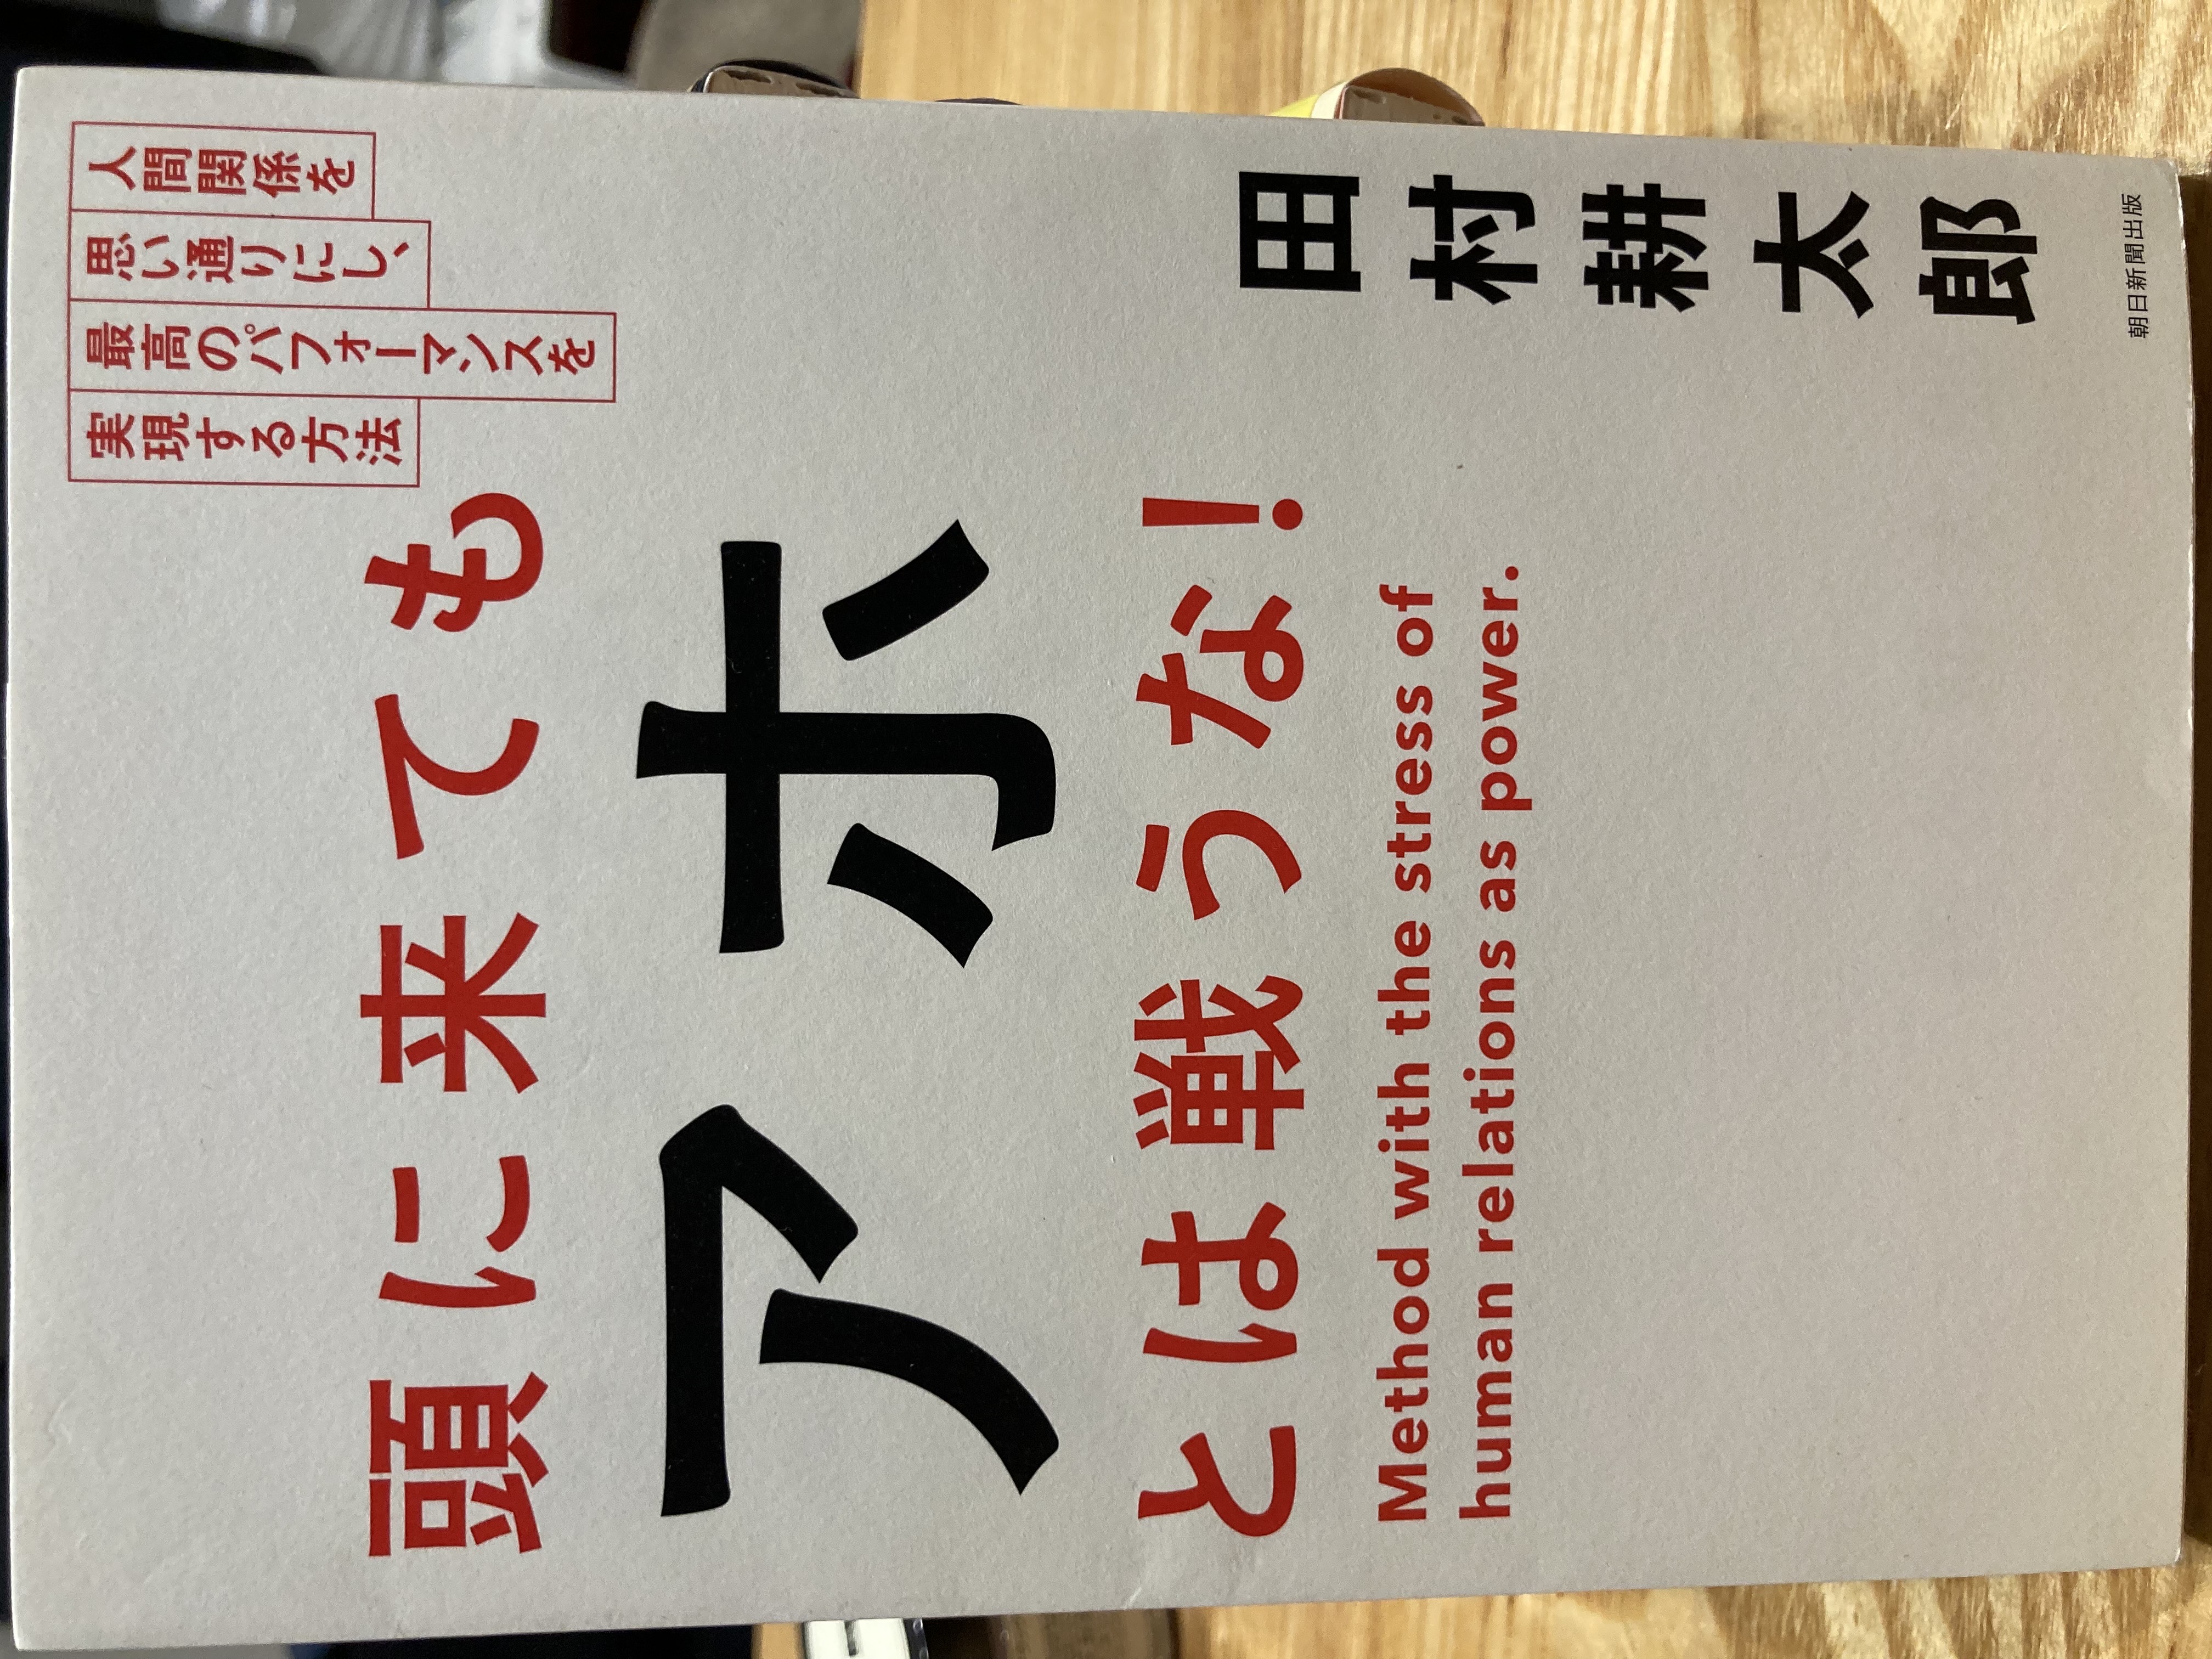 人間関係を
思い通りにし、
最高のパフォーマンスを
実現する方法
頭に来ても
アホ
とは戦うな!
Method with the stress of
human relations as power.
田村耕太郎
朝日新聞出版